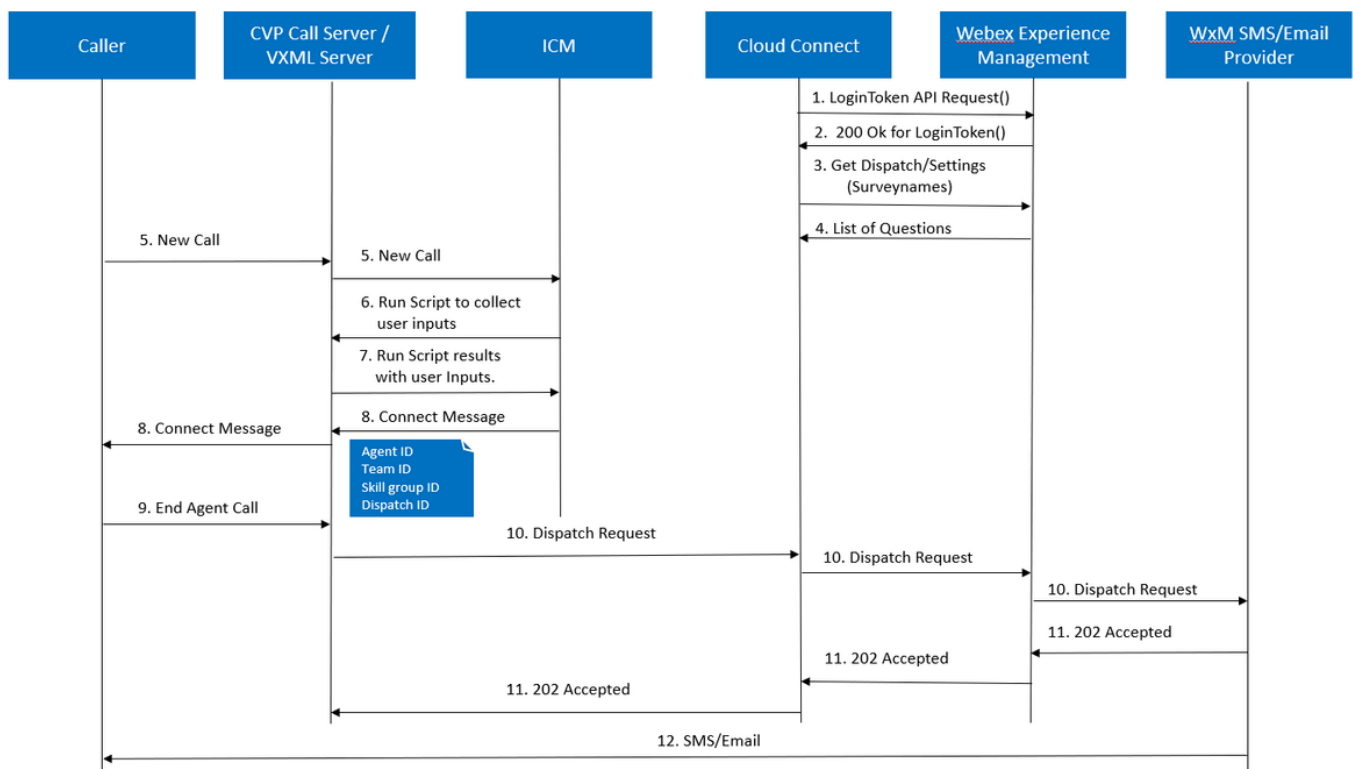 Caller
CVP Call Server /
VXML Server
ICM
Cloud Connect
Webex Experience
Management
WxM SMS/Email
Provider
1. LoginToken API Request()
2. 200 Ok for LoginToken()
3. Get Dispatch/Settings
(Surveynames)
4. List of Questions
5. New Call
5. New Call
6. Run Script to collect
user inputs
7. Run Script results
with user Inputs.
8. Connect Message
8. Connect Message
Agent ID
Team ID
Skill group ID
Dispatch ID
9. End Agent Call
10. Dispatch Request
10. Dispatch Request
10. Dispatch Request
11. 202 Accepted
11. 202 Accepted
11. 202 Accepted
12. SMS/Email